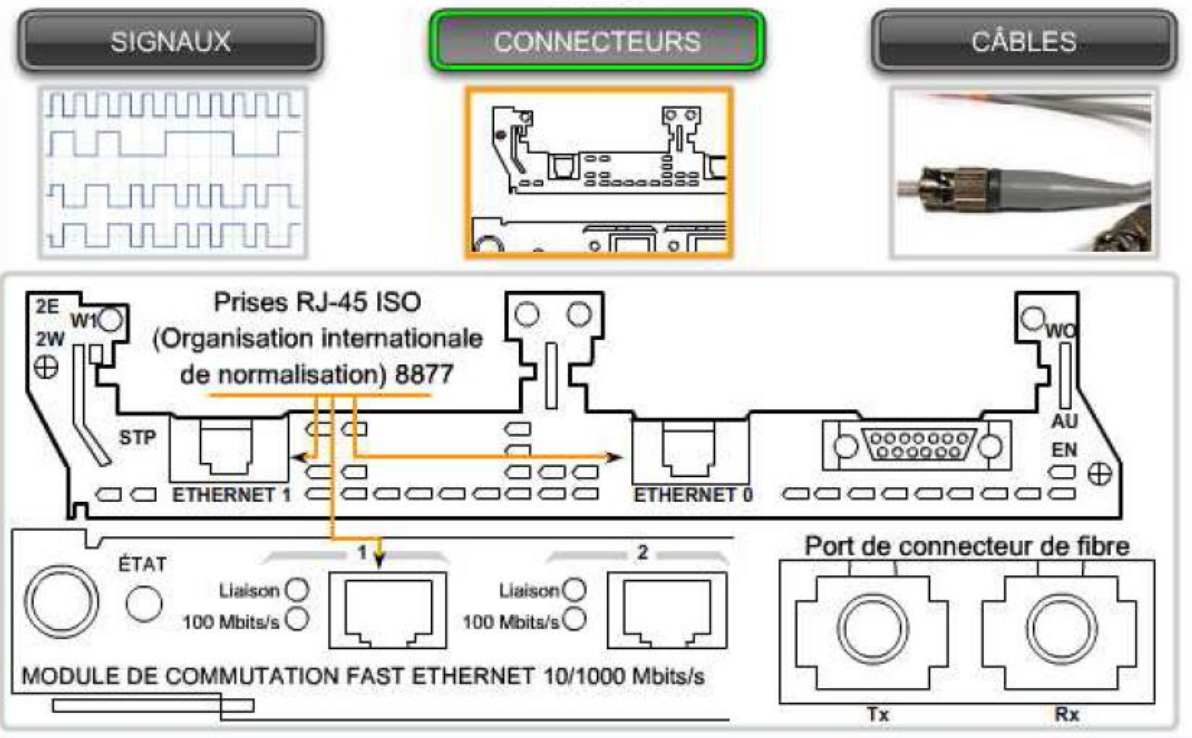 SIGNAUX
CONNECTEURS
CÂBLES
2E
W1
2W
Prises RJ-45 ISO
(Organisation internationale
de normalisation) 8877
WO
STP
AU
EN
ETHERNET 1
ETHERNET 0
ÉTAT
1
2
Liaison
100 Mbits/s
Liaison
100 Mbits/s
MODULE DE COMMUTATION FAST ETHERNET 10/1000 Mbits/s
Port de connecteur de fibre
Tx
Rx